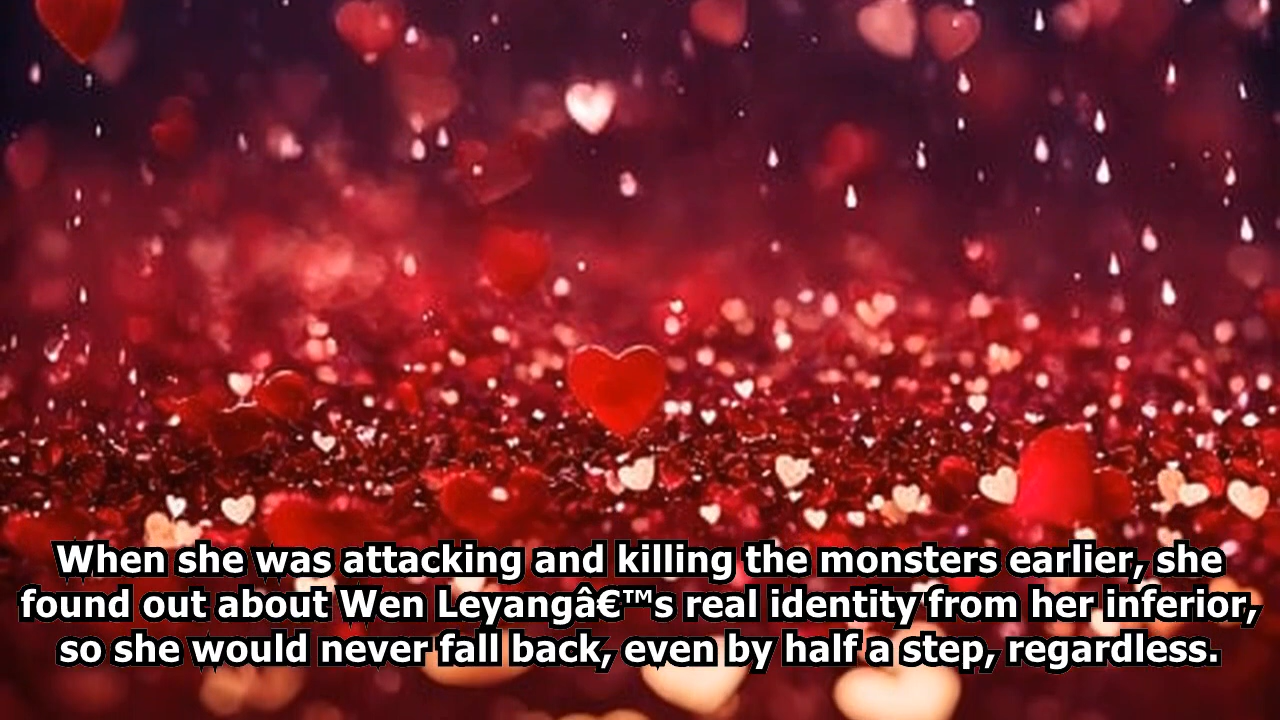 When she was attacking and killing the monsters earlier, she
found out about Wen Leyangâ€™s real identity from her inferior,
so she would never fall back, even by half a step, regardless.